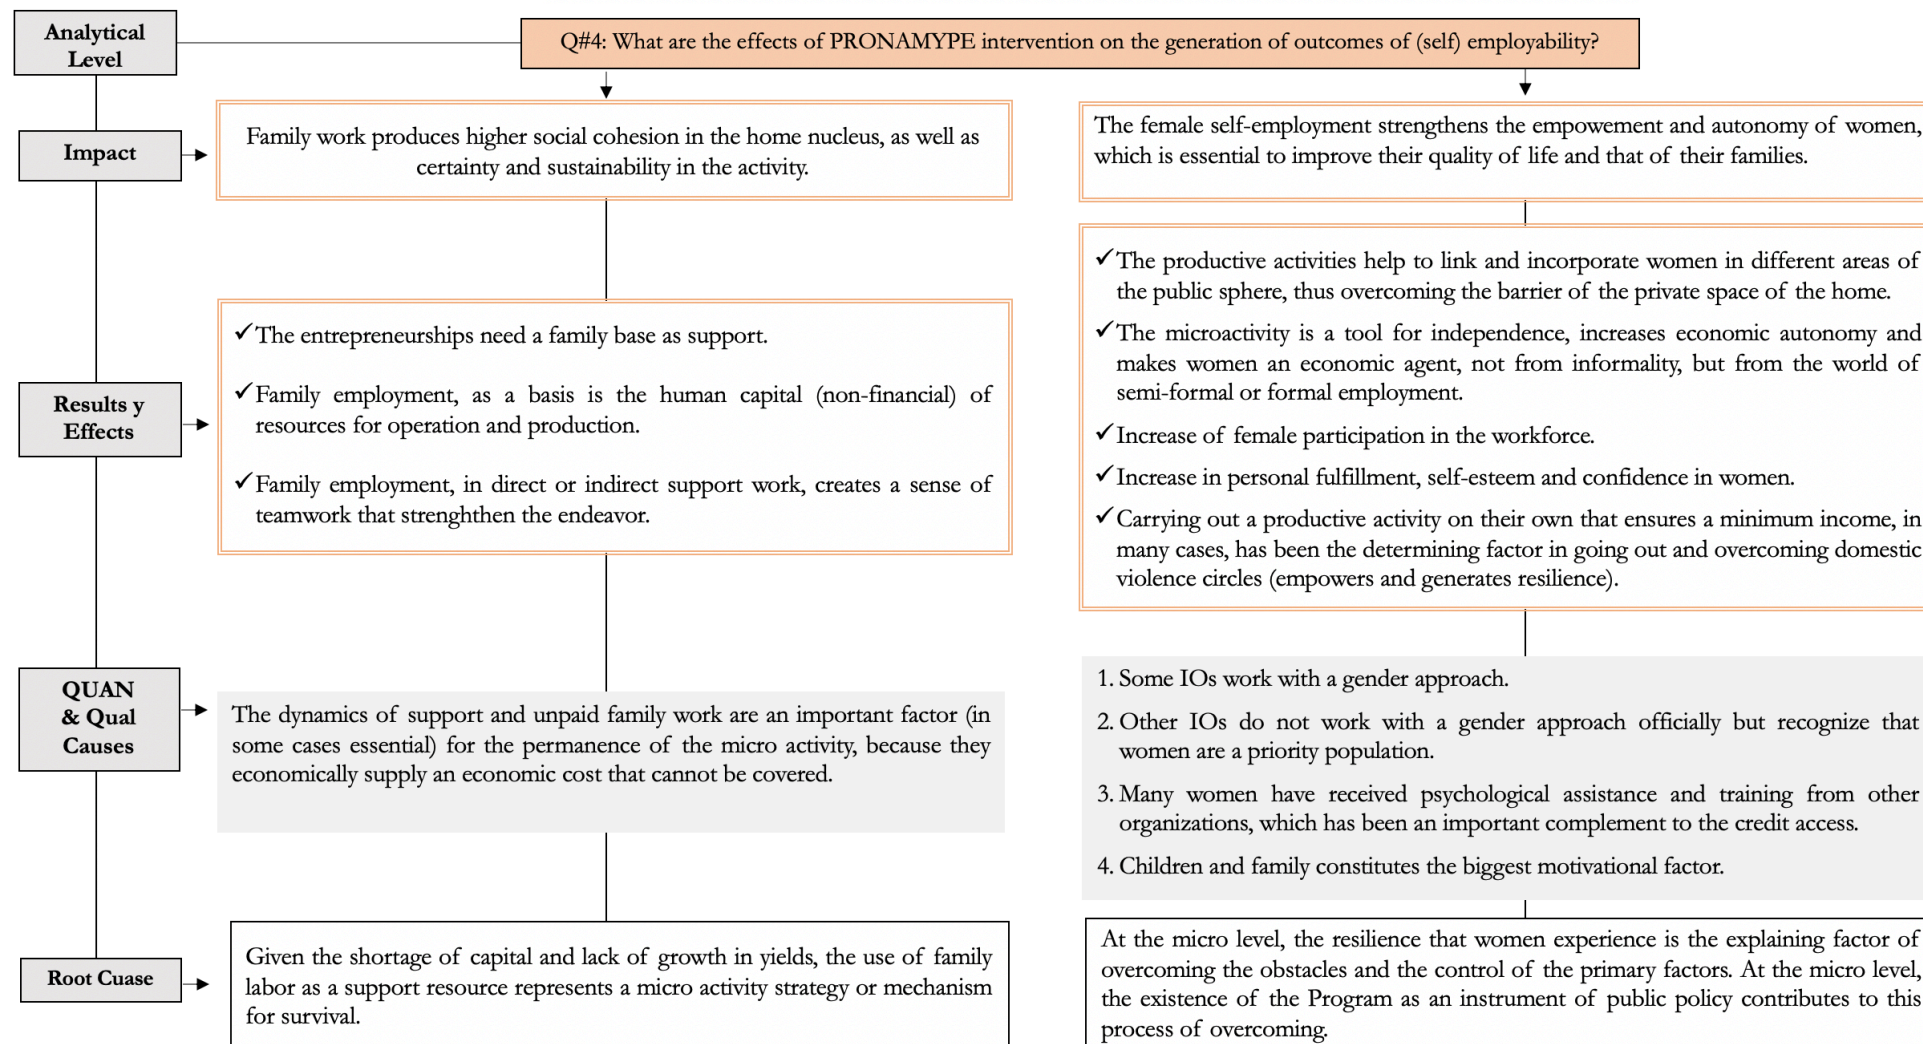 Analytical
Level
Q#4: What are the effects of PRONAMYPE intervention on the generation of outcomes of (self) employability?
Impact
Family work produces higher social cohesion in the home nucleus, as well as
certainty and sustainability in the activity.
The female self-employment strengthens the empowement and autonomy of women,
which is essential to improve their quality of life and that of their families.
Results y
Effects
✓The entrepreneurships need a family base as support.
✓Family employment, as a basis is the human capital (non-financial) of
resources for operation and production.
✓Family employment, in direct or indirect support work, creates a sense of
teamwork that strenghthen the endeavor.
✓The productive activities help to link and incorporate women in different areas of
the public sphere, thus overcoming the barrier of the private space of the home.
✓The microactivity is a tool for independence, increases economic autonomy and
makes women an economic agent, not from informality, but from the world of
semi-formal or formal employment.
✓Increase of female participation in the workforce.
✓Increase in personal fulfillment, self-esteem and confidence in women.
✓Carrying out a productive activity on their own that ensures a minimum income, in
many cases, has been the determining factor in going out and overcoming domestic
violence circles (empowers and generates resilience).
QUAN
& Qual
Causes
The dynamics of support and unpaid family work are an important factor (in
some cases essential) for the permanence of the micro activity, because they
economically supply an economic cost that cannot be covered.
1. Some IOs work with a gender approach.
2. Other IOs do not work with a gender approach officially but recognize that
women are a priority population.
3. Many women have received psychological assistance and training from other
organizations, which has been an important complement to the credit access.
4. Children and family constitutes the biggest motivational factor.
Root Cuase
Given the shortage of capital and lack of growth in yields, the use of family
labor as a support resource represents a micro activity strategy or mechanism
for survival.
At the micro level, the resilience that women experience is the explaining factor of
overcoming the obstacles and the control of the primary factors. At the micro level,
the existence of the Program as an instrument of public policy contributes to this
process of overcoming.